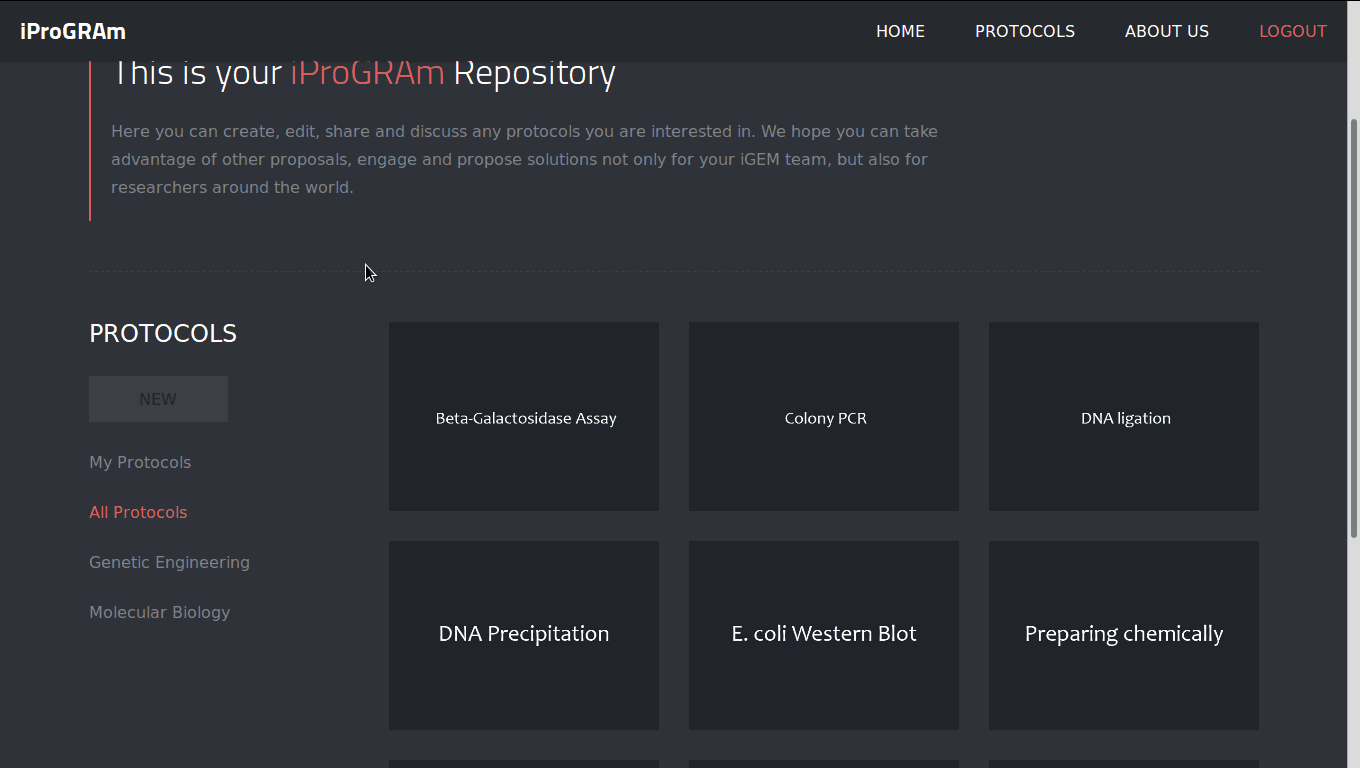 iProGRAm
HOME
PROTOCOLS
ABOUT US
LOGOUT
This is your iProGRAm Repository
Here you can create, edit, share and discuss any protocols you are interested in. We hope you can take
advantage of other proposals, engage and propose solutions not only for your iGEM team, but also for
researchers around the world.
PROTOCOLS
NEW
My Protocols
All Protocols
Genetic Engineering
Molecular Biology
Beta-Galactosidase Assay
Colony PCR
DNA ligation
DNA Precipitation
E. coli Western Blot
Preparing chemically